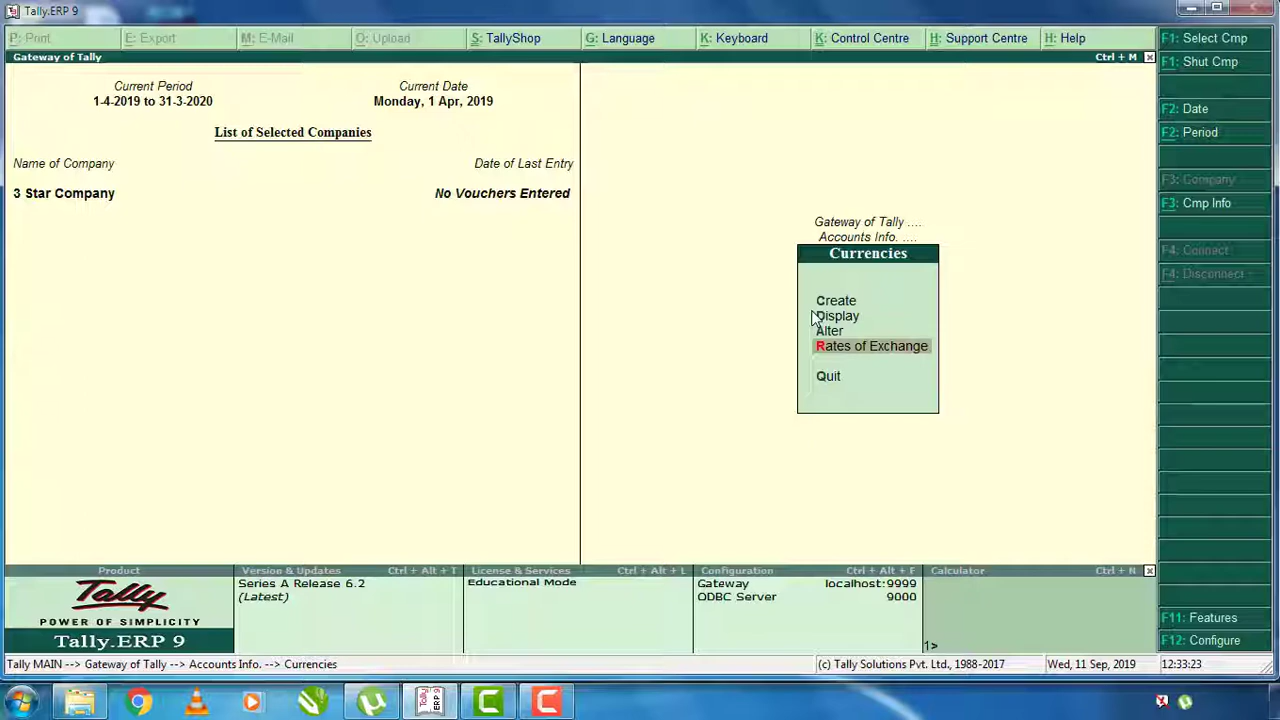 Tally.ERP 9
P: Print
E: Export
M: E-Mail
O: Upload
S: TallyShop
G: Language
K: Keyboard
K: Control Centre
H: Support Centre
H: Help
F1: Select Cmp
Gateway of Tally
Ctrl + M
F1: Shut Cmp
Current Period
Current Date
1-4-2019 to 31-3-2020
Monday, 1 Apr, 2019
F2: Date
List of Selected Companies
F2: Period
Name of Company
Date of Last Entry
F3: Company
3 Star Company
No Vouchers Entered
F3: Cmp Info
Gateway of Tally ....
Accounts Info. ....
F4: Connect
Currencies
F4: Disconnect
Create
Display
Alter
Rates of Exchange
Quit
Product
Version & Updates
Ctrl + Alt + T
License & Services
Ctrl + Alt + L
Configuration
Ctrl + Alt + F
Calculator
Ctrl + N
Series A Release 6.2
Educational Mode
Gateway
localhost:9999
Tally
(Latest)
ODBC Server
9000
POWER OF SIMPLICITY
F11: Features
Tally.ERP 9
1>
F12: Configure
Tally MAIN --> Gateway of Tally --> Accounts Info. --> Currencies
(c) Tally Solutions Pvt. Ltd., 1988-2017
Wed, 11 Sep, 2019
12:33:23
Tally
ERP 9